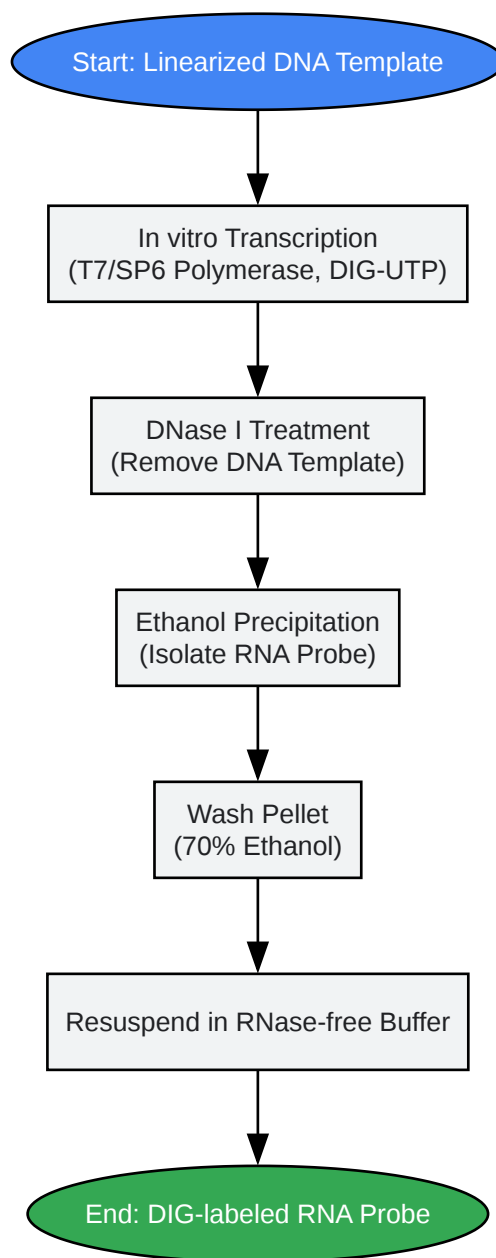 Start: Linearized DNA Template
In vitro Transcription
(T7/SP6 Polymerase, DIG-UTP)
DNase I Treatment
(Remove DNA Template)
Ethanol Precipitation
(Isolate RNA Probe)
Wash Pellet
(70% Ethanol)
Resuspend in RNase-free Buffer
End: DIG-labeled RNA Probe